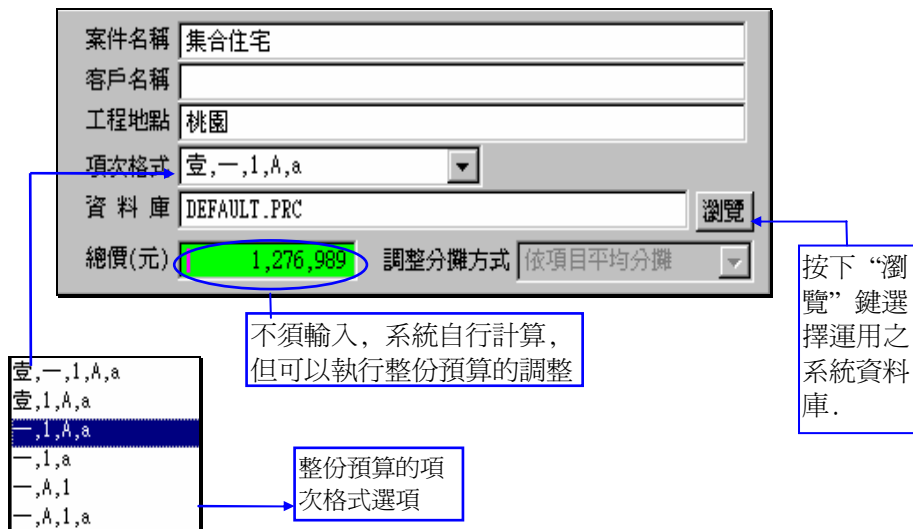 案件名稱 集合住宅
客戶名稱
工程地點 桃園
項次格式 壹,一,1,A,a
資 料 庫 DEFAULT.PRC 瀏覽
總價(元) 1,276,989 調整分攤方式 依項目平均分攤
不須輸入，系統自行計算，
但可以執行整份預算的調整
按下“瀏
覽”鍵選
擇運用之
系統資料
庫.
壹,一,1,A,a
壹,1,A,a
一,1,A,a
一,1,a
一,A,1
一,A,1,a
整份預算的項
次格式選項